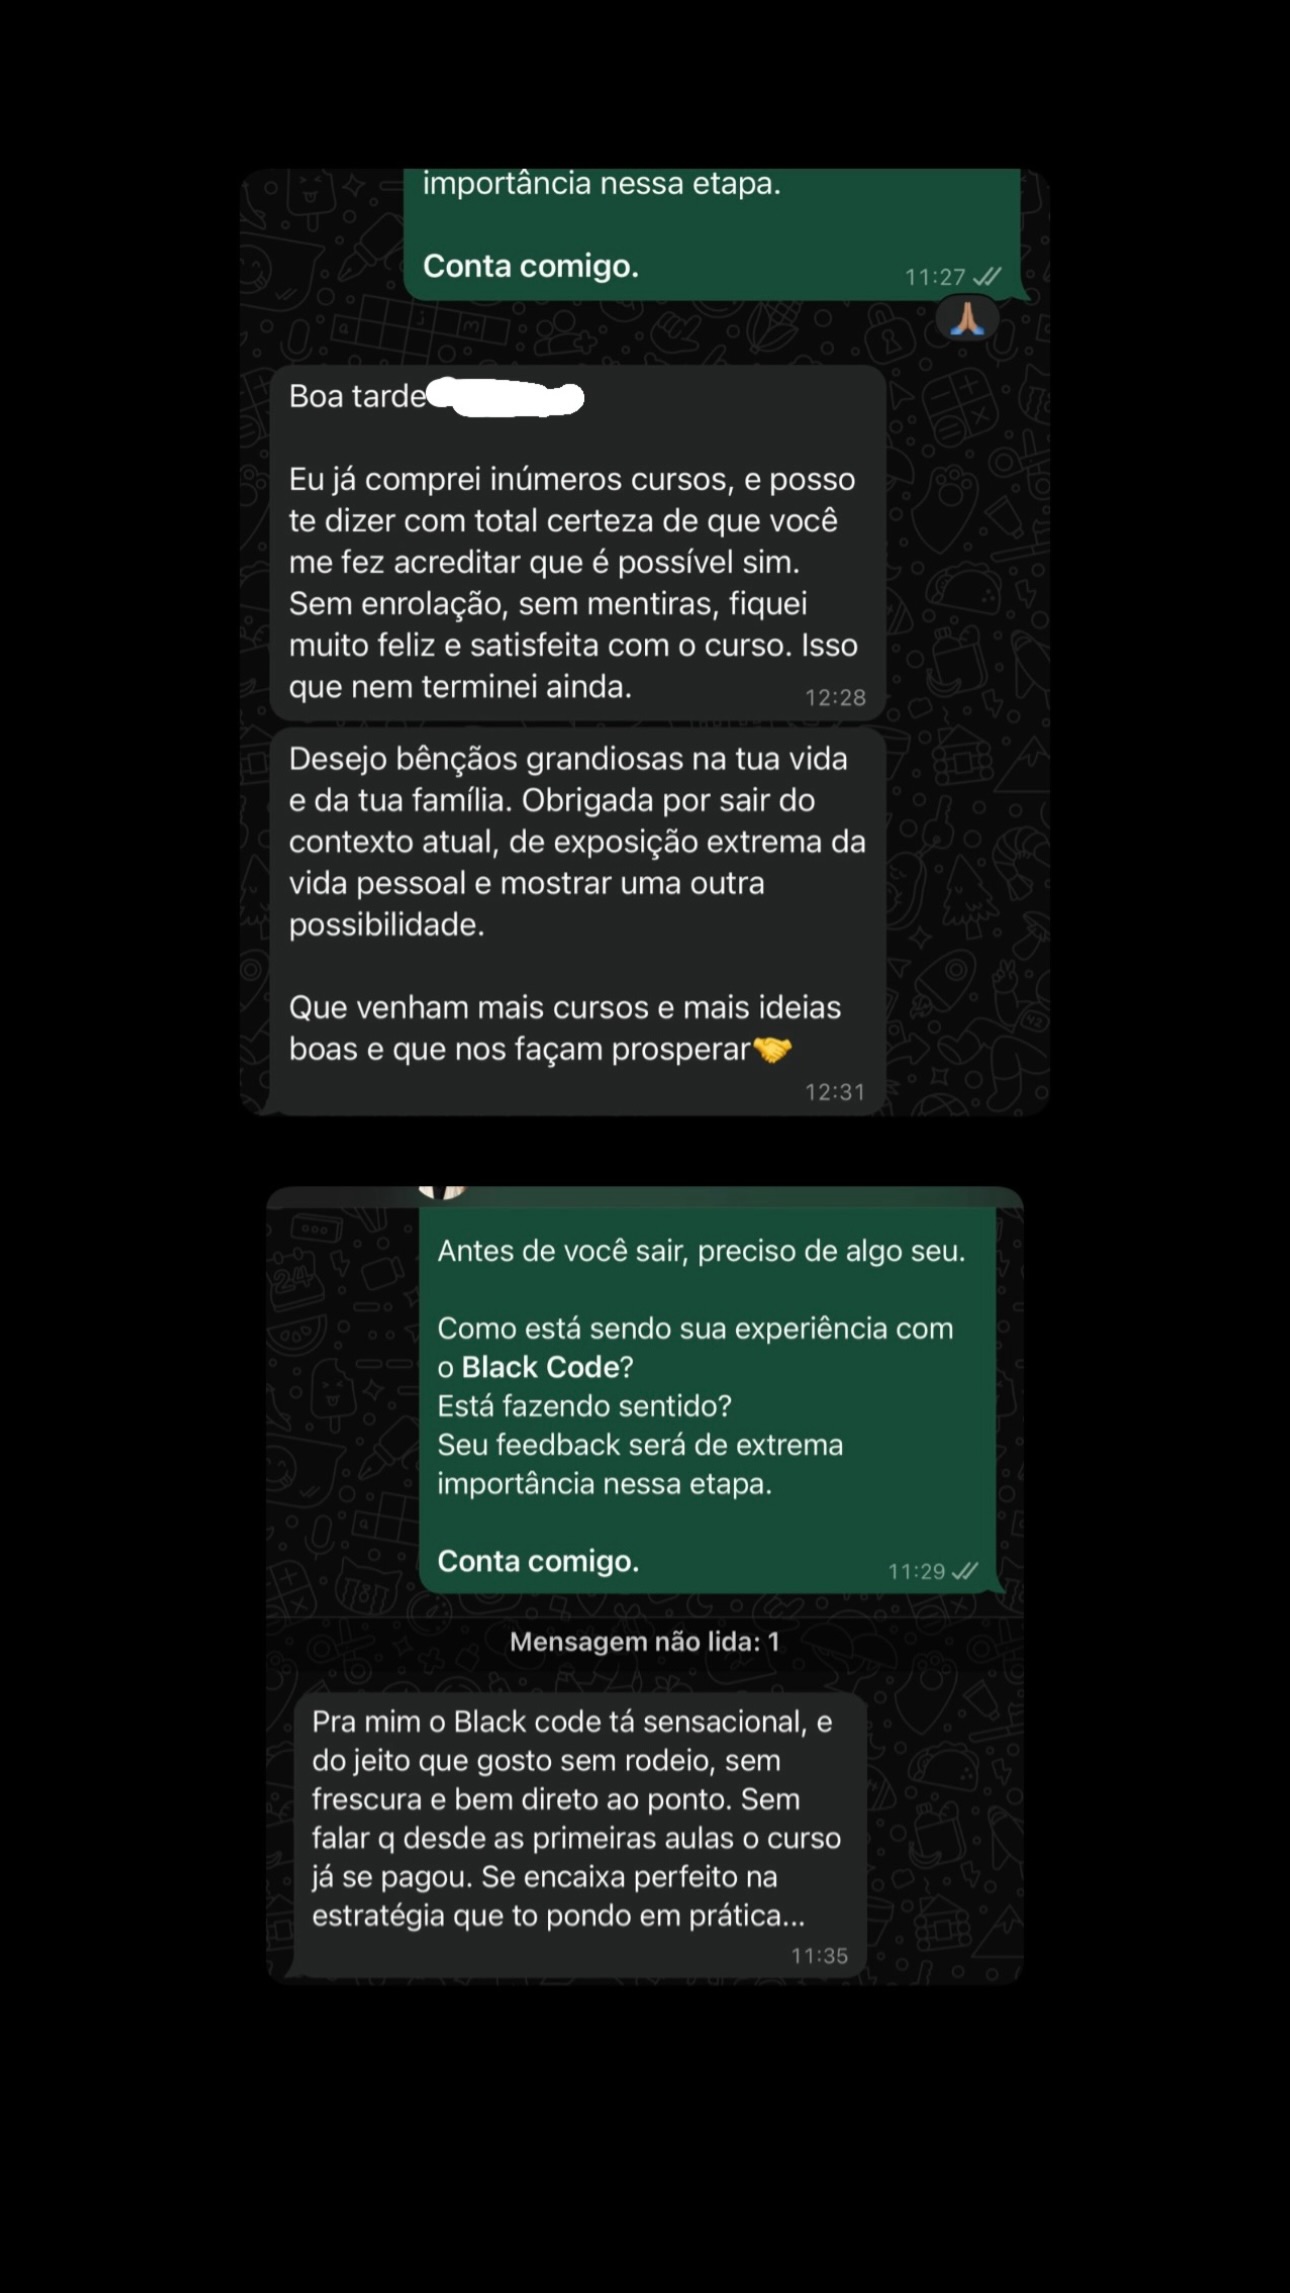 importância nessa etapa.
Conta comigo.
11:27
Boa tarde
Eu já comprei inúmeros cursos, e posso
te dizer com total certeza de que você
me fez acreditar que é possível sim.
Sem enrolação, sem mentiras, fiquei
muito feliz e satisfeita com o curso. Isso
que nem terminei ainda.
12:28
Desejo bênçãos grandiosas na tua vida
e da tua família. Obrigada por sair do
contexto atual, de exposição extrema da
vida pessoal e mostrar uma outra
possibilidade.
Que venham mais cursos e mais ideias
boas e que nos façam prosperar🤝
12:31
Antes de você sair, preciso de algo seu.
Como está sendo sua experiência com
o Black Code?
Está fazendo sentido?
Seu feedback será de extrema
importância nessa etapa.
Conta comigo.
11:29
Mensagem não lida: 1
Pra mim o Black code tá sensacional, e
do jeito que gosto sem rodeio, sem
frescura e bem direto ao ponto. Sem
falar q desde as primeiras aulas o curso
já se pagou. Se encaixa perfeito na
estratégia que to pondo em prática...
11:35